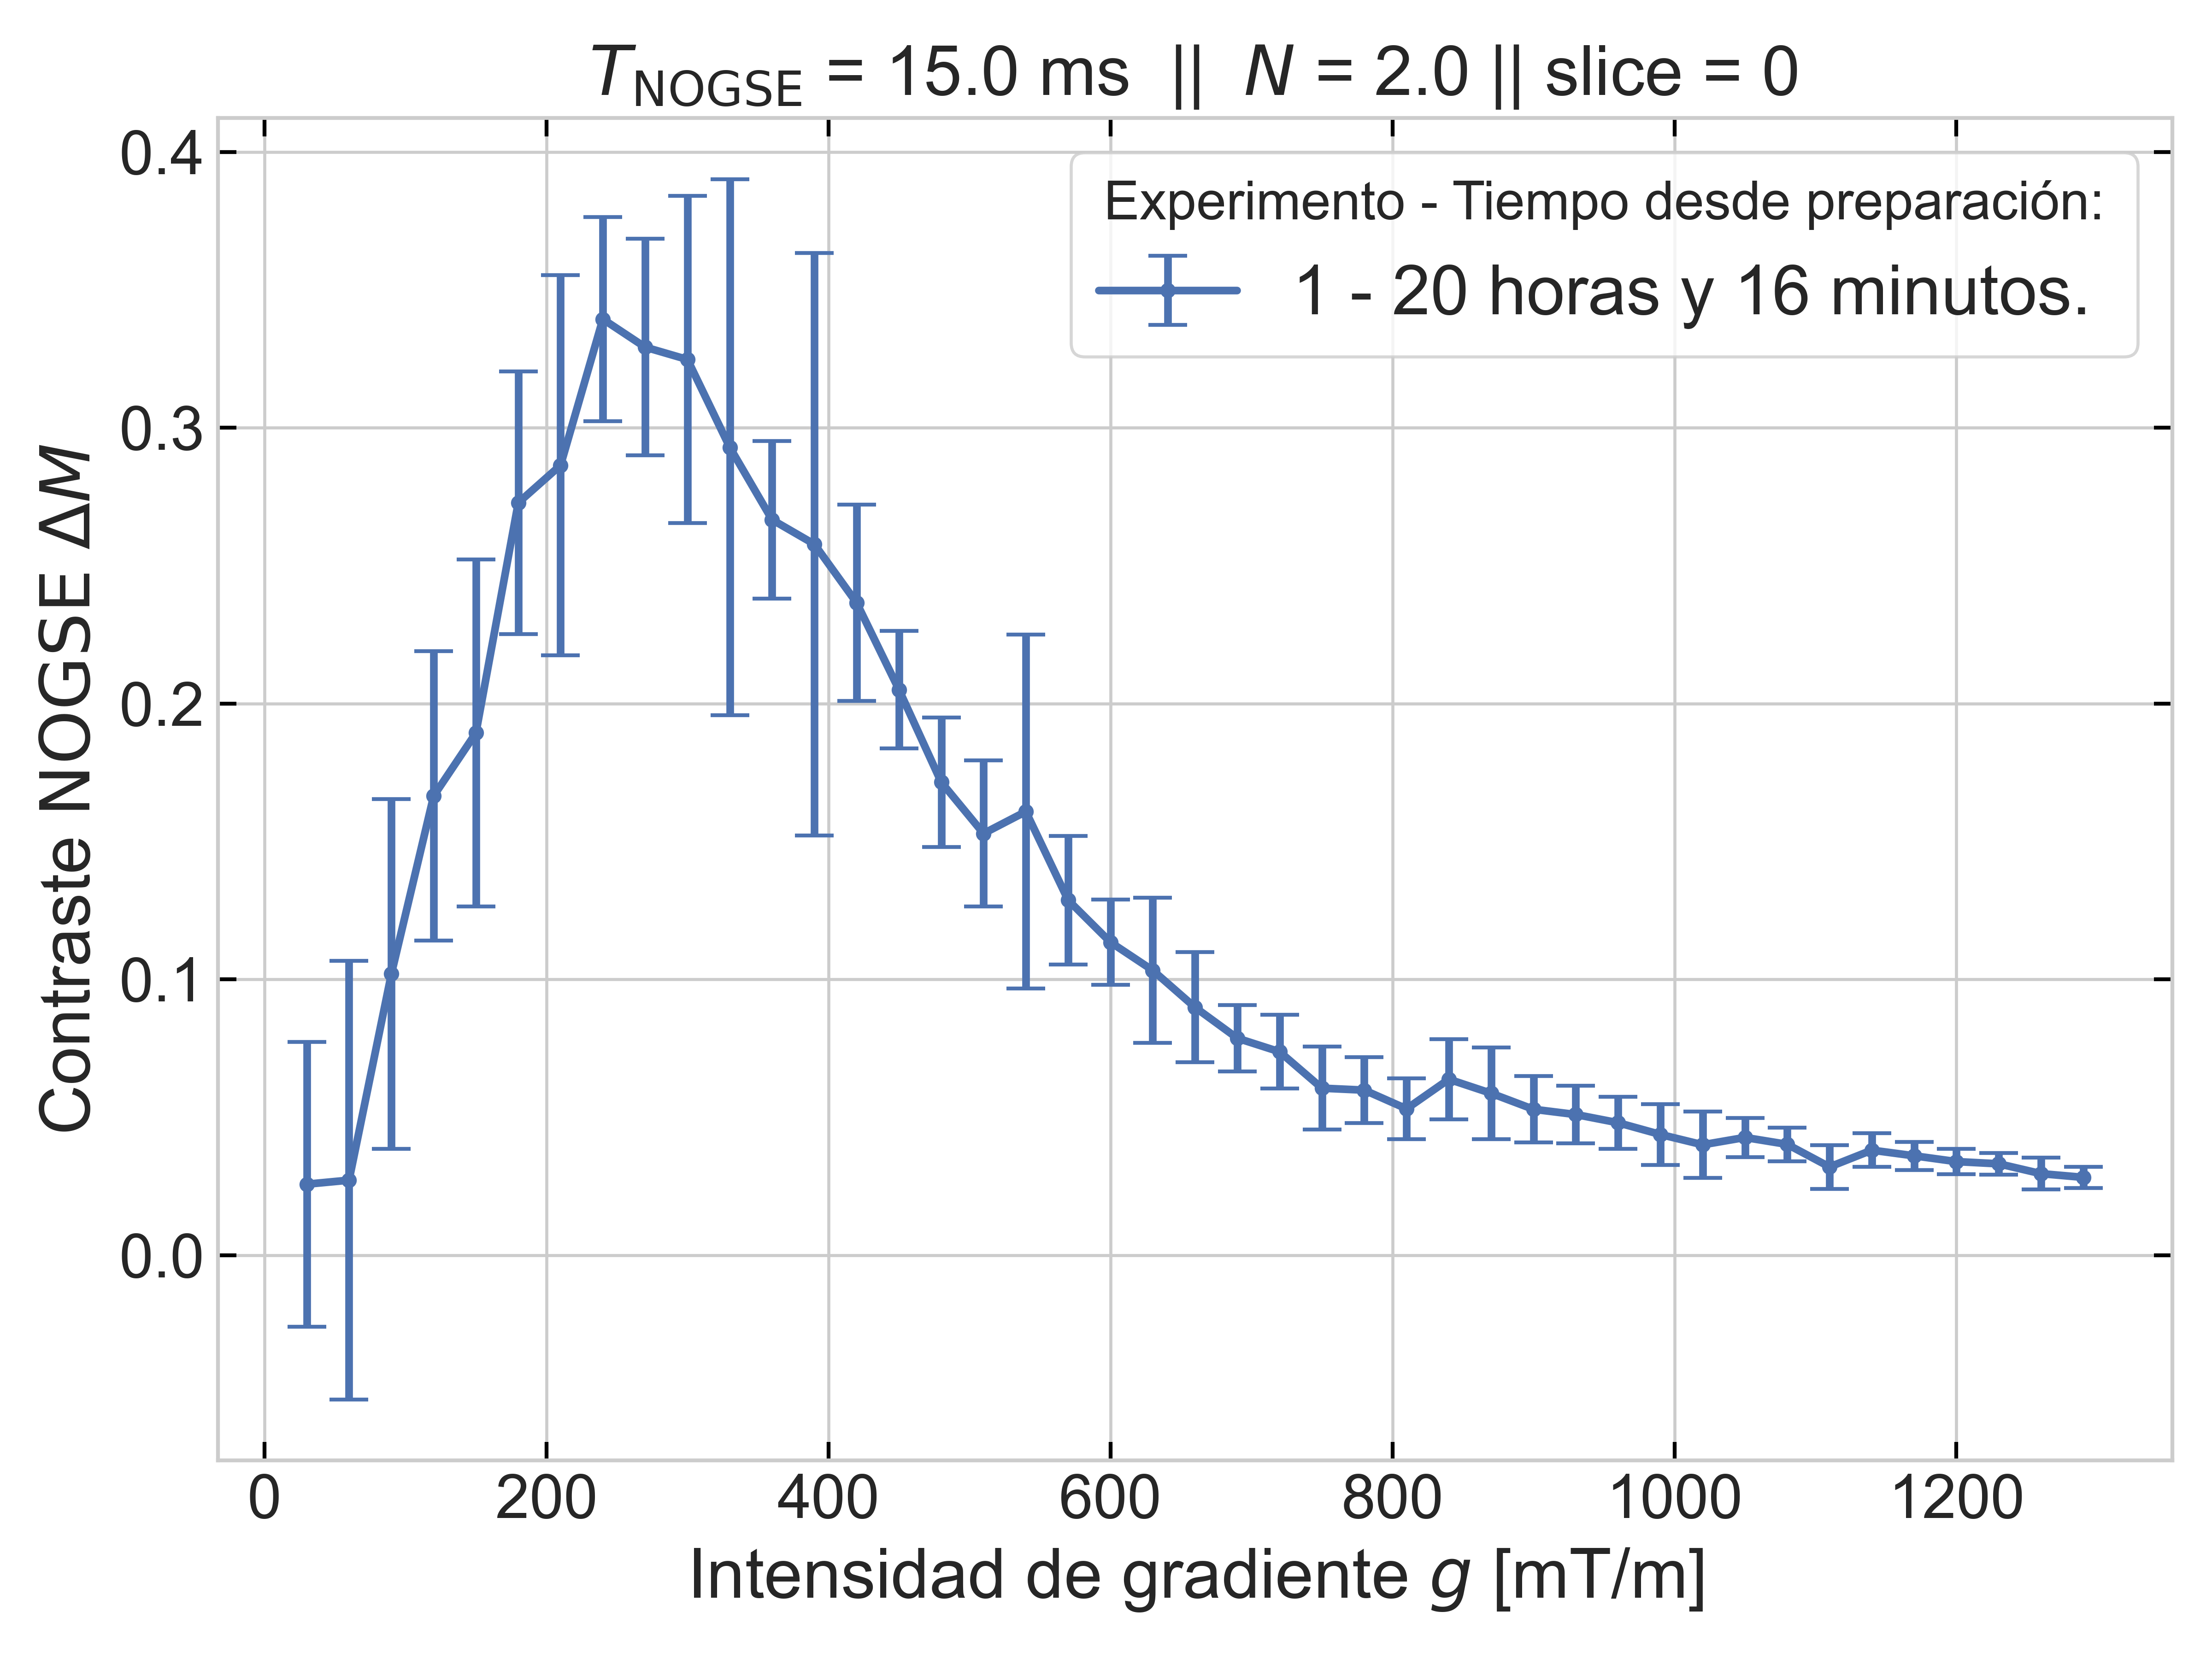 T_NOGSE = 15.0 ms || N = 2.0 || slice = 0
Experimento - Tiempo desde preparación:
1 - 20 horas y 16 minutos.
Contraste NOGSE ΔM
0.4
0.3
0.2
0.1
0.0
0 200 400 600 800 1000 1200
Intensidad de gradiente g [mT/m]